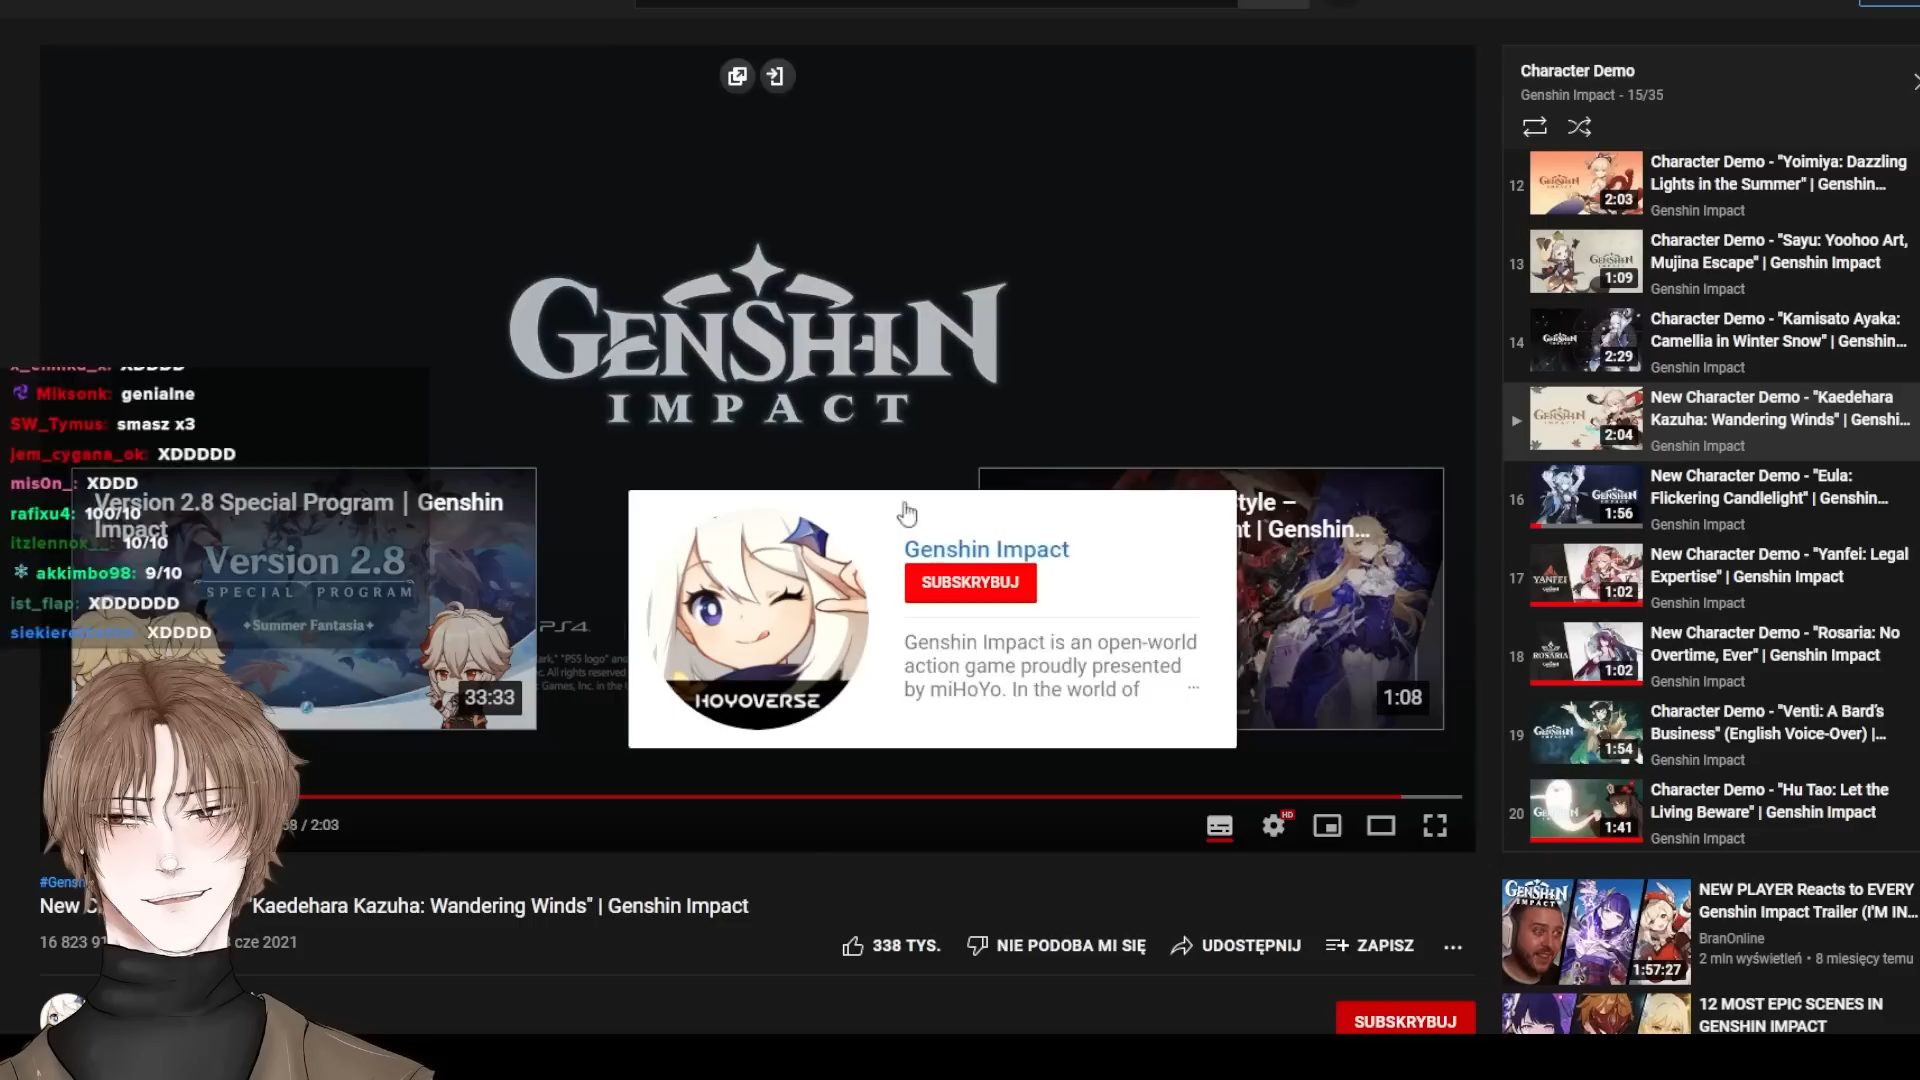 GENSHIN
IMPACT
Miksonk: genialne
SW_Tymus: smasz x3
jem_cygana_ok: XDDDDD
mis0n_: XDDD
rafixu4: 100/10
10/10
akkimbo98: 9/10
ist_flap: XDDDDDD
XDDDD
Version 2.8 Special Program | Genshin
Impact
Version 2.8
SPECIAL PROGRAM
✦Summer Fantasia✦
33:33
PS4
HOYOVERSE
Genshin Impact
SUBSKRYBUJ
Genshin Impact is an open-world
action game proudly presented
by miHoYo. In the world of ...
style –
nt | Genshin...
1:08
/ 2:03
HD
"Kaedehara Kazuha: Wandering Winds" | Genshin Impact
cze 2021
338 TYS.
NIE PODOBA MI SIĘ
UDOSTĘPNIJ
ZAPISZ
...
SUBSKRYBUJ
Character Demo
Genshin Impact - 15/35
12
2:03
Character Demo - "Yoimiya: Dazzling
Lights in the Summer" | Genshin...
Genshin Impact
13
1:09
Character Demo - "Sayu: Yoohoo Art,
Mujina Escape" | Genshin Impact
Genshin Impact
14
2:29
Character Demo - "Kamisato Ayaka:
Camellia in Winter Snow" | Genshin...
Genshin Impact
2:04
New Character Demo - "Kaedehara
Kazuha: Wandering Winds" | Genshi...
Genshin Impact
16
1:56
New Character Demo - "Eula:
Flickering Candlelight" | Genshin...
Genshin Impact
17
YANFEI
1:02
New Character Demo - "Yanfei: Legal
Expertise" | Genshin Impact
Genshin Impact
18
ROSARIA
1:02
New Character Demo - "Rosaria: No
Overtime, Ever" | Genshin Impact
Genshin Impact
19
1:54
Character Demo - "Venti: A Bard's
Business" (English Voice-Over) |...
Genshin Impact
20
1:41
Character Demo - "Hu Tao: Let the
Living Beware" | Genshin Impact
Genshin Impact
GENSHIN
IMPACT
1:57:27
NEW PLAYER Reacts to EVERY
Genshin Impact Trailer (I'M IN...
BranOnline
2 mln wyświetleń • 8 miesięcy temu
12 MOST EPIC SCENES IN
GENSHIN IMPACT